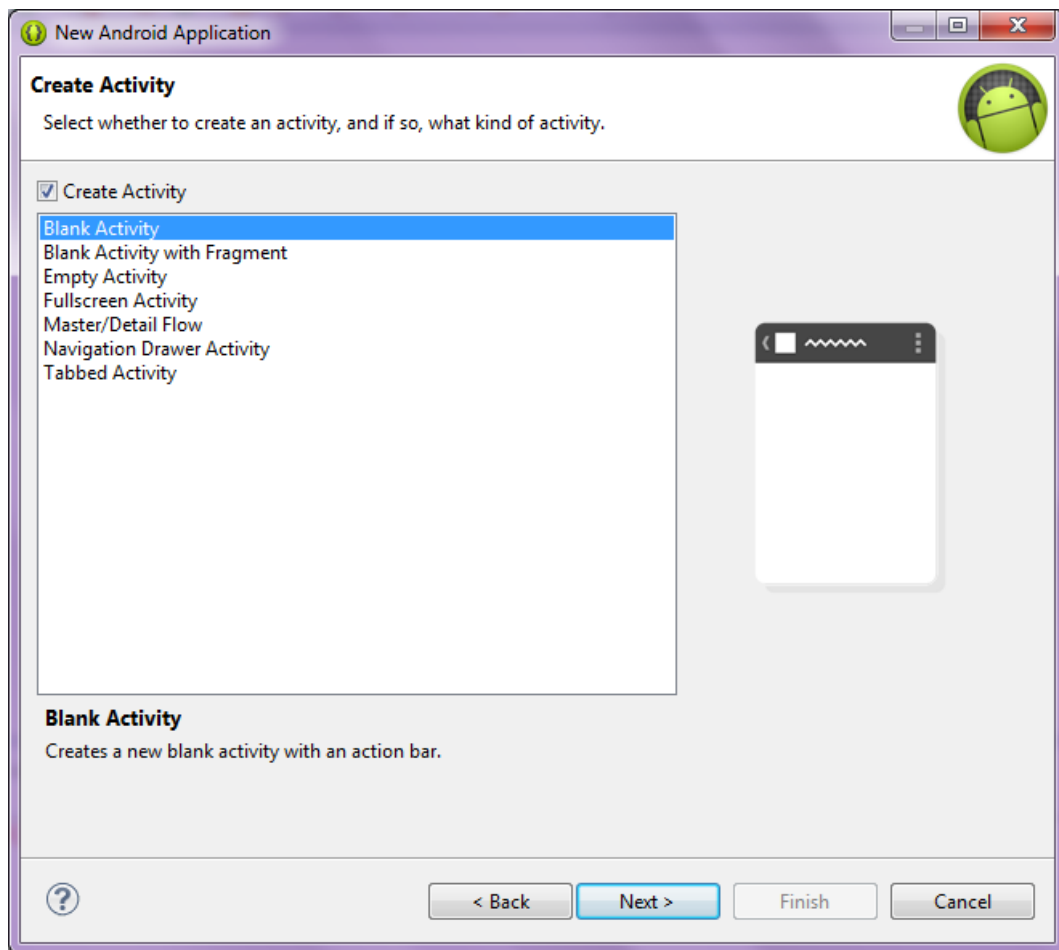 New Android Application
Create Activity
Select whether to create an activity, and if so, what kind of activity.
Create Activity
Blank Activity
Blank Activity with Fragment
Empty Activity
Fullscreen Activity
Master/Detail Flow
Navigation Drawer Activity
Tabbed Activity
Blank Activity
Creates a new blank activity with an action bar.
? < Back Next > Finish Cancel